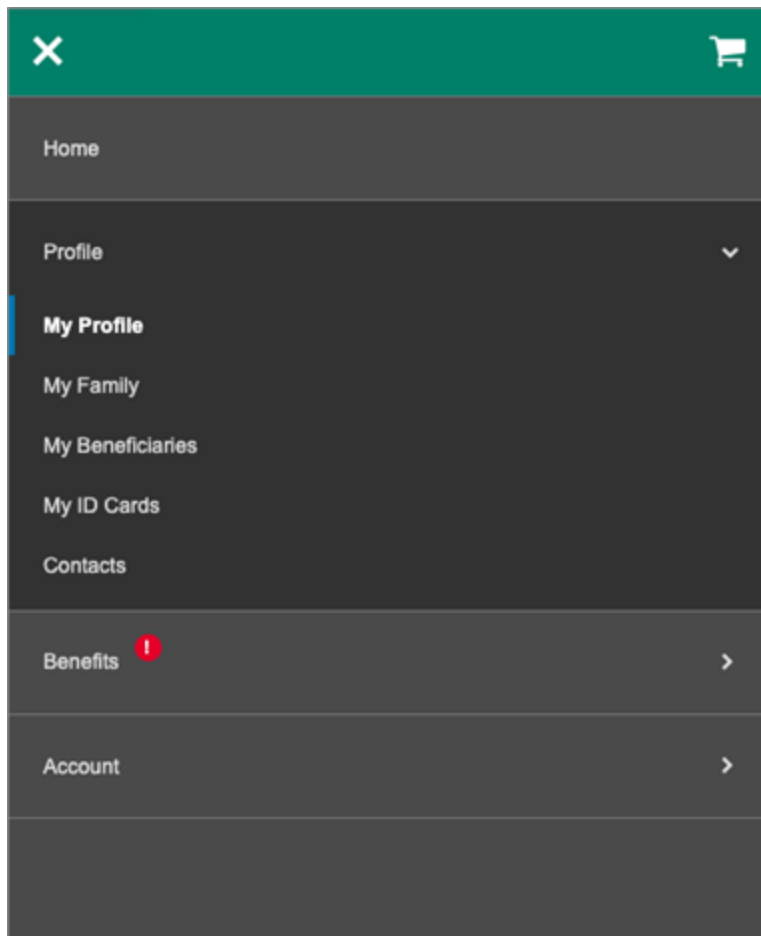 Home
Profile
My Profile
My Family
My Beneficiaries
My ID Cards
Contacts
Benefits !
Account